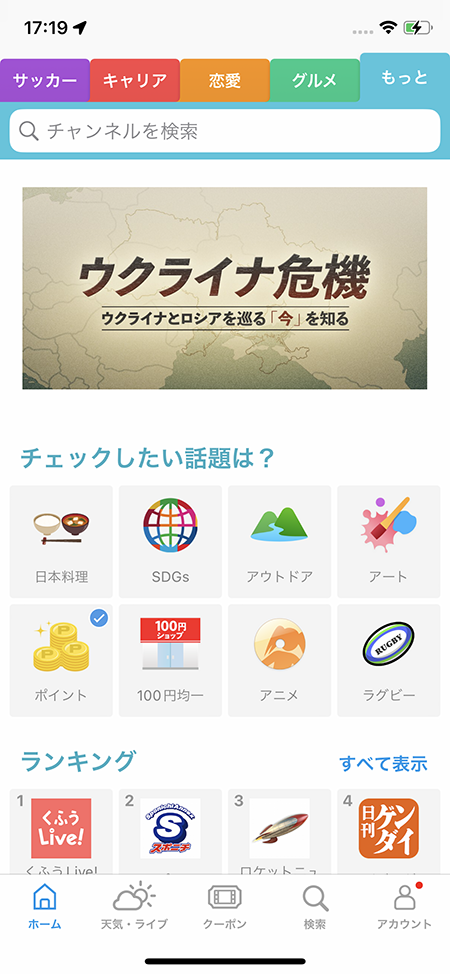 17:19
サッカー キャリア 恋愛 グルメ もっと
チャンネルを検索
ウクライナ危機
ウクライナとロシアを巡る「今」を知る
チェックしたい話題は？
日本料理 SDGs アウトドア アート
P P P
100円
ショップ
RUGBY
ポイント 100円均一 アニメ ラグビー
ランキング すべて表示
1 2 3 4
くふう
Live!
Sponichi Annex
S
スポニチ
日刊
ゲンダイ
くふうLive! ロケットニュ
ホーム 天気・ライブ クーポン 検索 アカウント